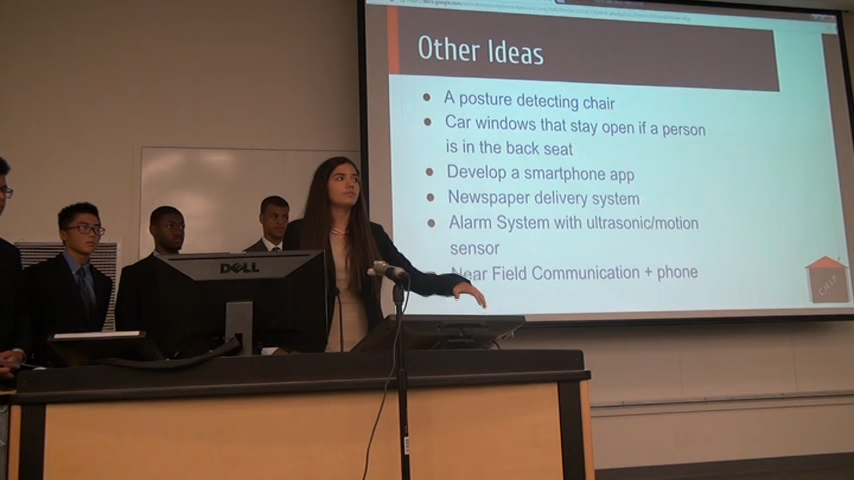 Other Ideas
● A posture detecting chair
● Car windows that stay open if a person
is in the back seat
● Develop a smartphone app
● Newspaper delivery system
● Alarm System with ultrasonic/motion
sensor
Near Field Communication + phone
C.H.I.P.
DELL